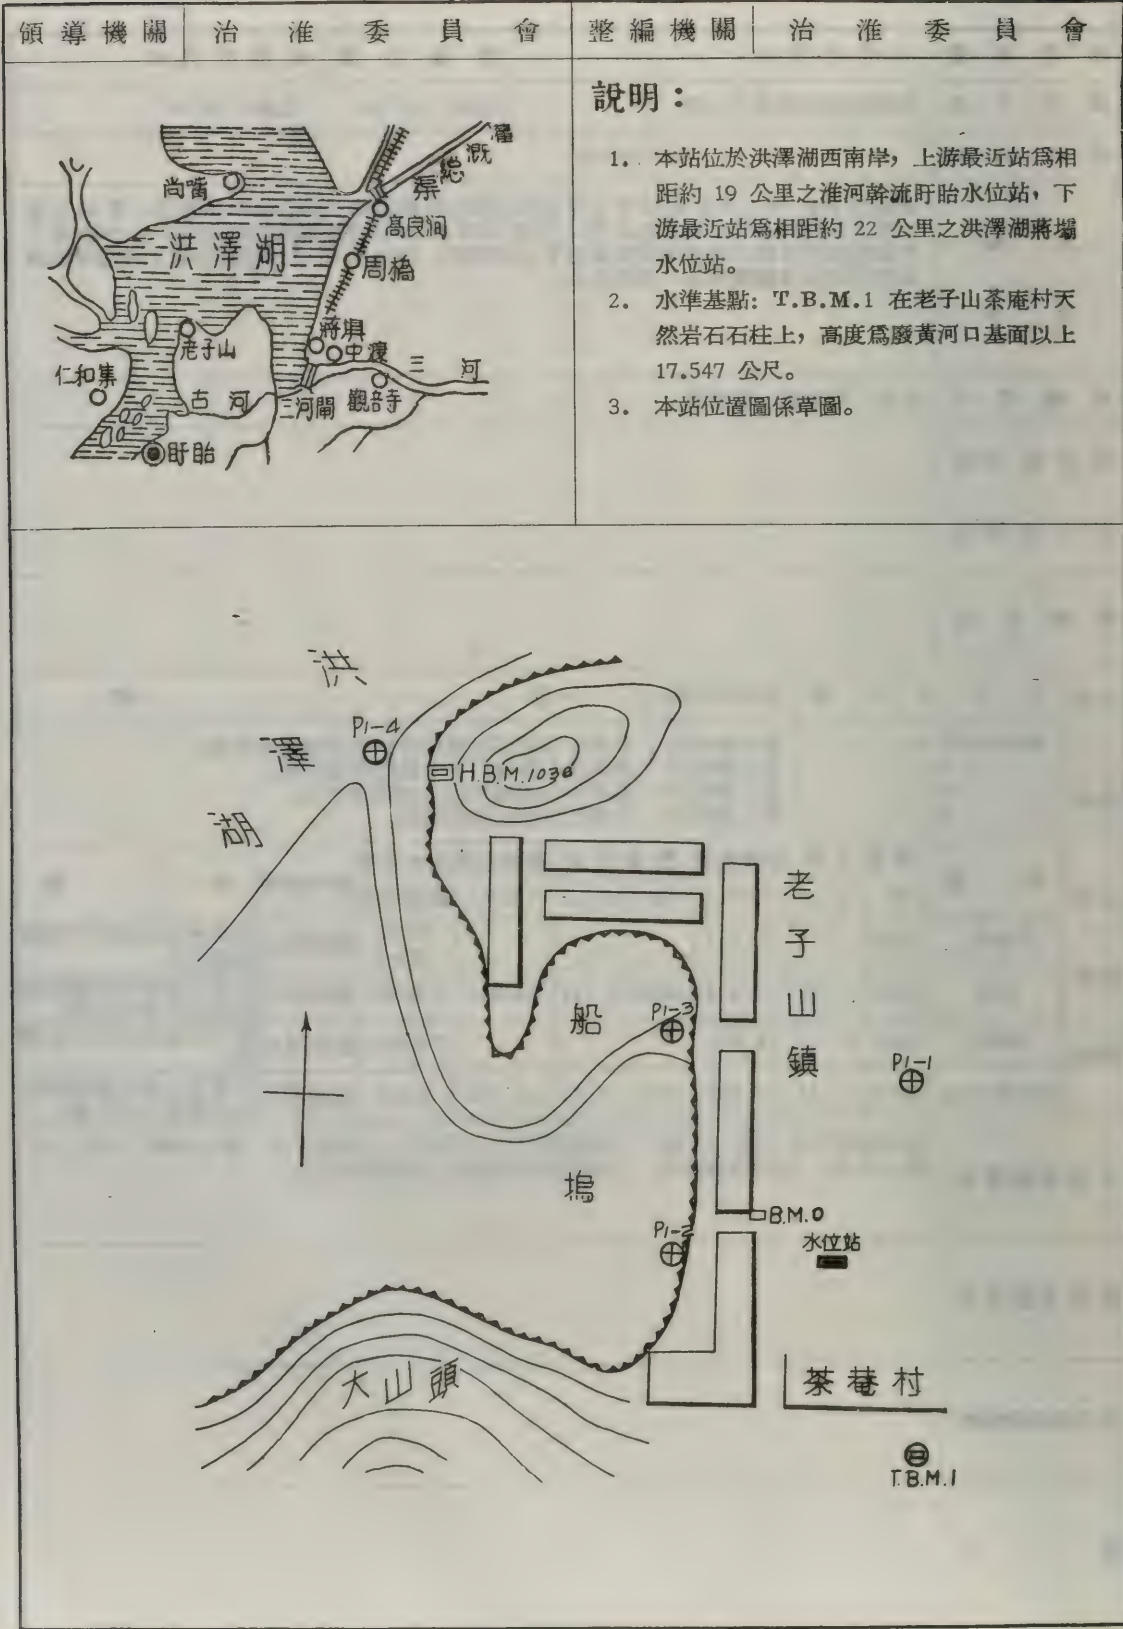 領導機關 治淮委員會 整編機關 治淮委員會
說明：
1. 本站位於洪澤湖西南岸，上游最近站爲相
距約 19 公里之淮河幹流盱眙水位站，下
游最近站爲相距約 22 公里之洪澤湖蔣壩
水位站。
2. 水準基點: T.B.M.1 在老子山茶庵村天
然岩石石柱上，高度爲廢黃河口基面以上
17.547 公尺。
3. 本站位置圖係草圖。
灌
溉
總
渠
尚嘴
高良澗
洪澤湖
周橋
蔣垻
中渡
老子山
三河
仁和集
古河
三河閘
觀音寺
盱眙
洪
澤
湖
P1-4
H.B.M.103
老
子
山
鎮
船
P1-3
P1-1
塢
P1-2
B.M.0
水位站
大山頭
茶菴村
T.B.M.1